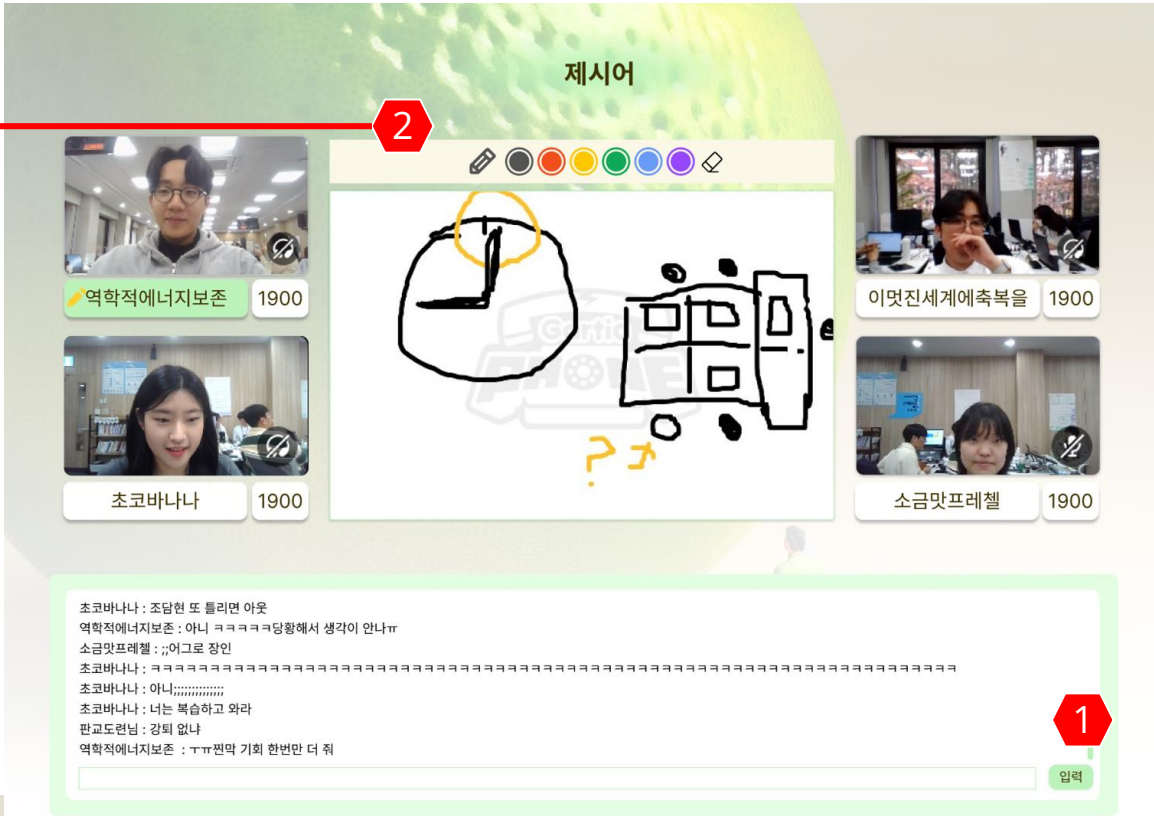 제시어
2
역학적에너지보존 1900
이멋진세계에축복을 1900
Gartic
PHONE
?
초코바나나 1900
소금맛프레첼 1900
초코바나나 : 조담현 또 틀리면 아웃
역학적에너지보존 : 아니 ㅋㅋㅋㅋㅋ당황해서 생각이 안나ㅠ
소금맛프레첼 : ;;어그로 장인
초코바나나 : ㅋㅋㅋㅋㅋㅋㅋㅋㅋㅋㅋㅋㅋㅋㅋㅋㅋㅋㅋㅋㅋㅋㅋㅋㅋㅋㅋㅋㅋㅋㅋㅋㅋㅋㅋㅋㅋㅋㅋㅋㅋㅋㅋㅋㅋㅋㅋㅋㅋㅋㅋㅋㅋㅋㅋㅋㅋㅋㅋㅋㅋㅋㅋㅋㅋㅋㅋㅋ
초코바나나 : 아니;;;;;;;;;;;;;;
초코바나나 : 너는 복습하고 와라
판교도련님 : 강퇴 없냐
1
역학적에너지보존 : ㅜㅠ찐막 기회 한번만 더 줘
입력